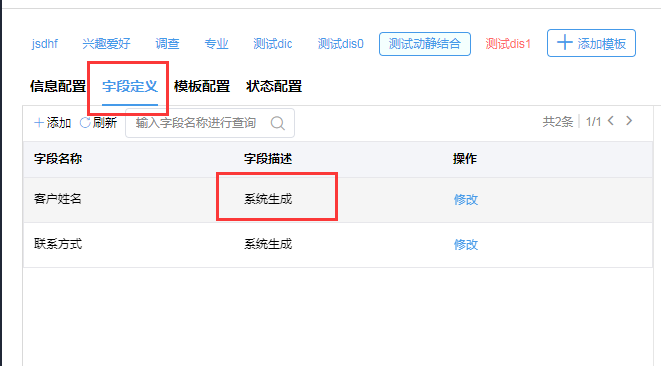 jsdhf 兴趣爱好 调查 专业 测试dic 测试dis0 测试动静结合 测试dis1 添加模板
信息配置 字段定义 模板配置 状态配置
添加 刷新 输入字段名称进行查询 共2条 1/1
字段名称 字段描述 操作
客户姓名 系统生成 修改
联系方式 系统生成 修改